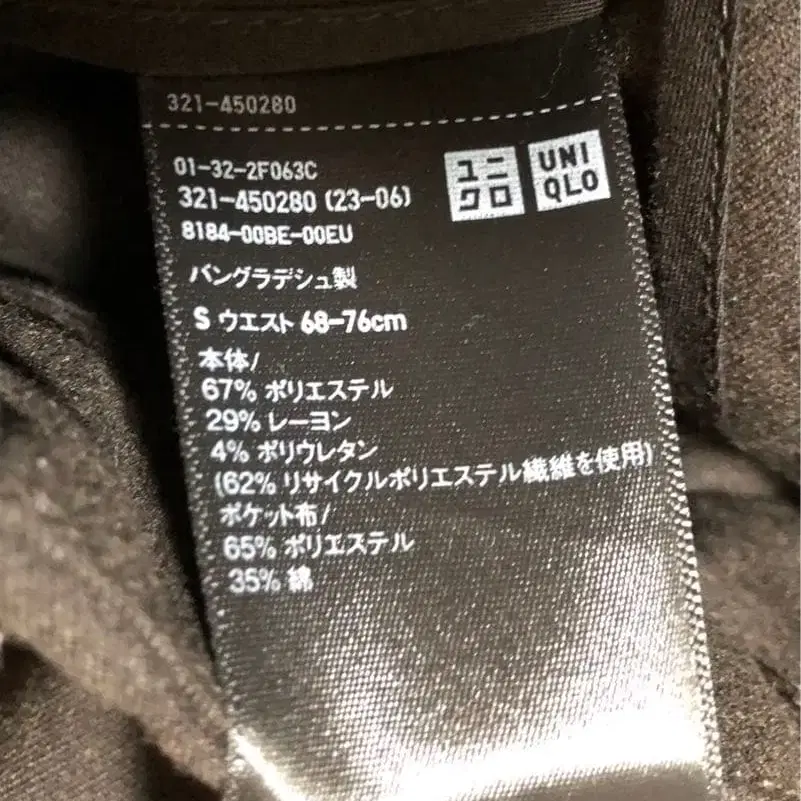 321-450280
01-32-2F063C
321-450280 (23-06)
8184-00BE-00EU
ユニ
クロ
UNI
QLO
バングラデシュ製
S ウエスト 68-76cm
本体/
67% ポリエステル
29% レーヨン
4% ポリウレタン
(62% リサイクルポリエステル繊維を使用)
ポケット布/
65% ポリエステル
35% 綿